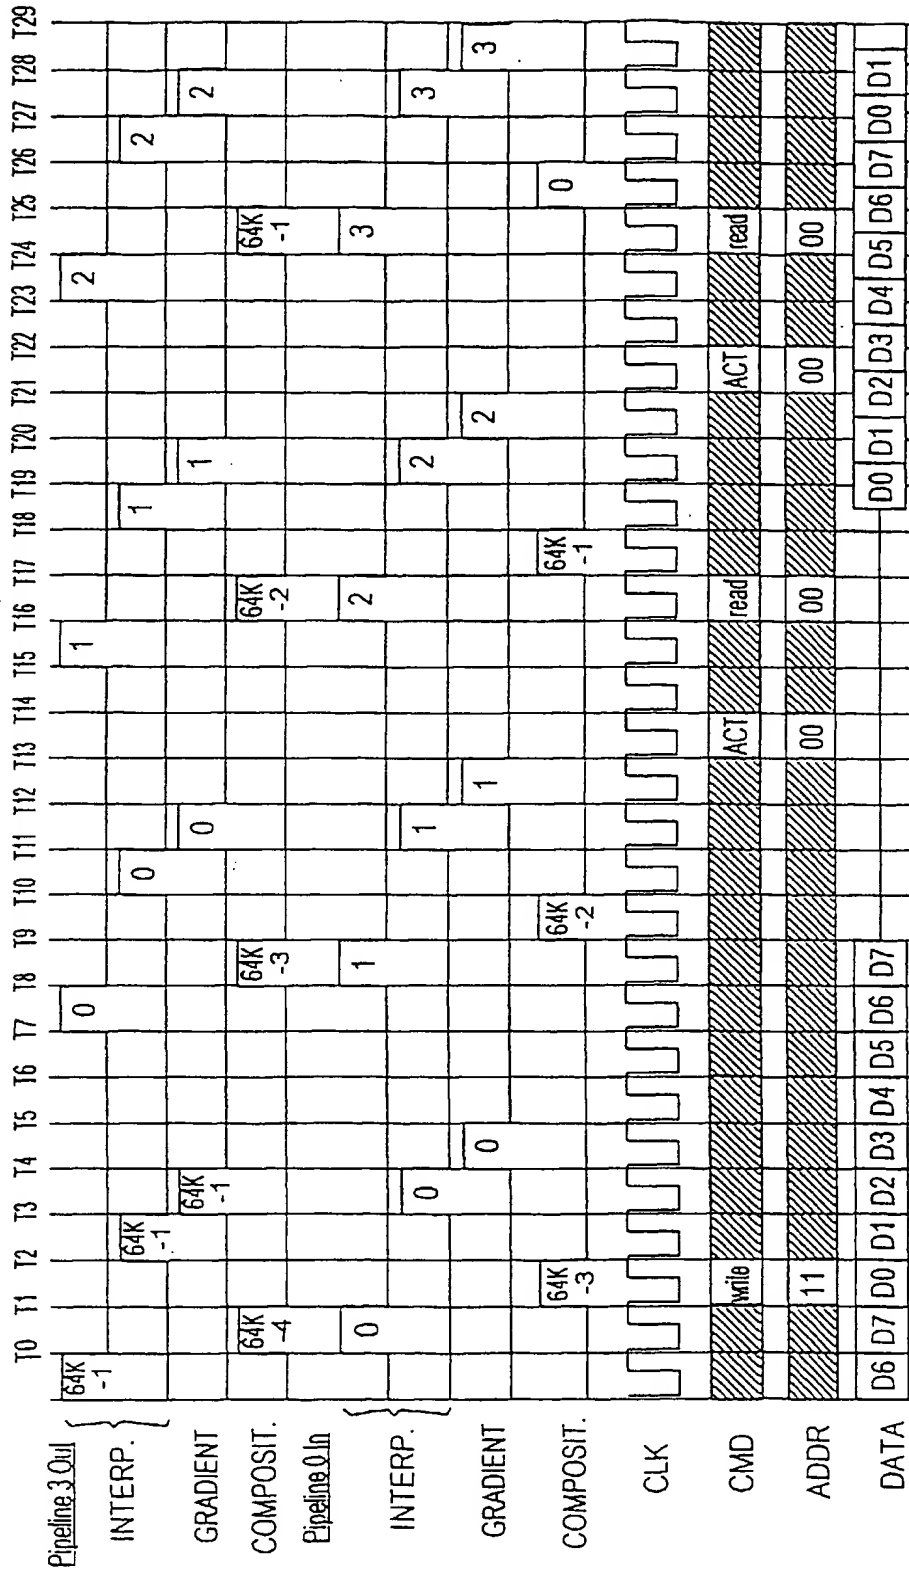 T0 T1 T2 T3 T4 T5 T6 T7 T8 T9 T10 T11 T12 T13 T14 T15 T16 T17 T18 T19 T20 T21 T22 T23 T24 T25 T26 T27 T28 T29
Pipeline 3 Out 64K -1 0 1 2
INTERP. 64K -1 0 1 2
GRADIENT 64K -1 0 1 2
COMPOSIT. 64K -4 64K -3 64K -2 64K -1
Pipeline 0 In
0 1 2 3
INTERP. 0 1 2 3
GRADIENT 0 1 2 3
COMPOSIT. 64K -3 64K -2 64K -1 0
CLK
CMD write ACT read ACT read
ADDR 11 00 00 00 00
DATA D6 D7 D0 D1 D2 D3 D4 D5 D6 D7 D0 D1 D2 D3 D4 D5 D6 D7 D0 D1